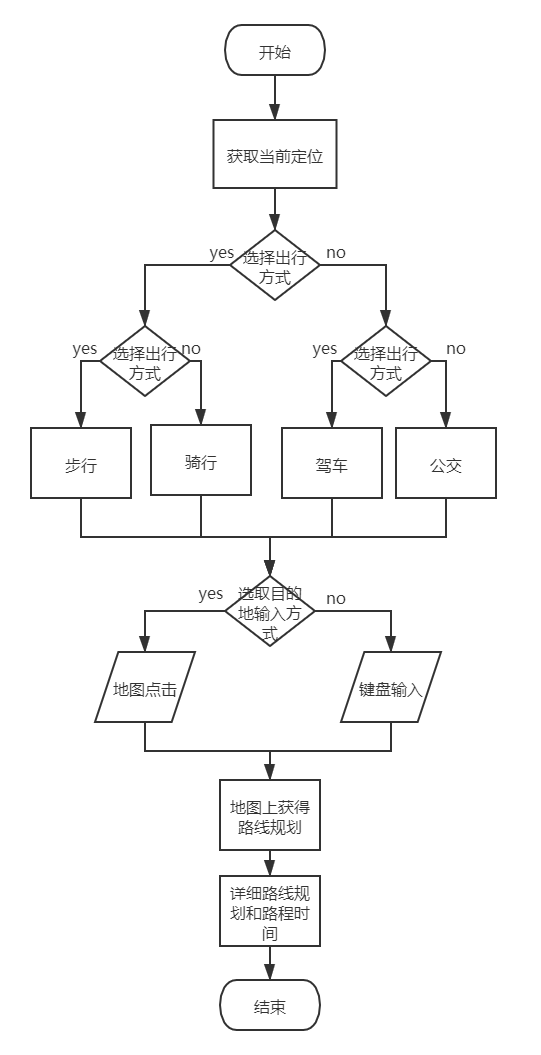 开始
获取当前定位
yes
选择出行
方式
no
yes
选择出行
方式
no
yes
选择出行
方式
no
步行
骑行
驾车
公交
yes
选取目的
地输入方
式
no
地图点击
键盘输入
地图上获得
路线规划
详细路线规
划和路程时
间
结束